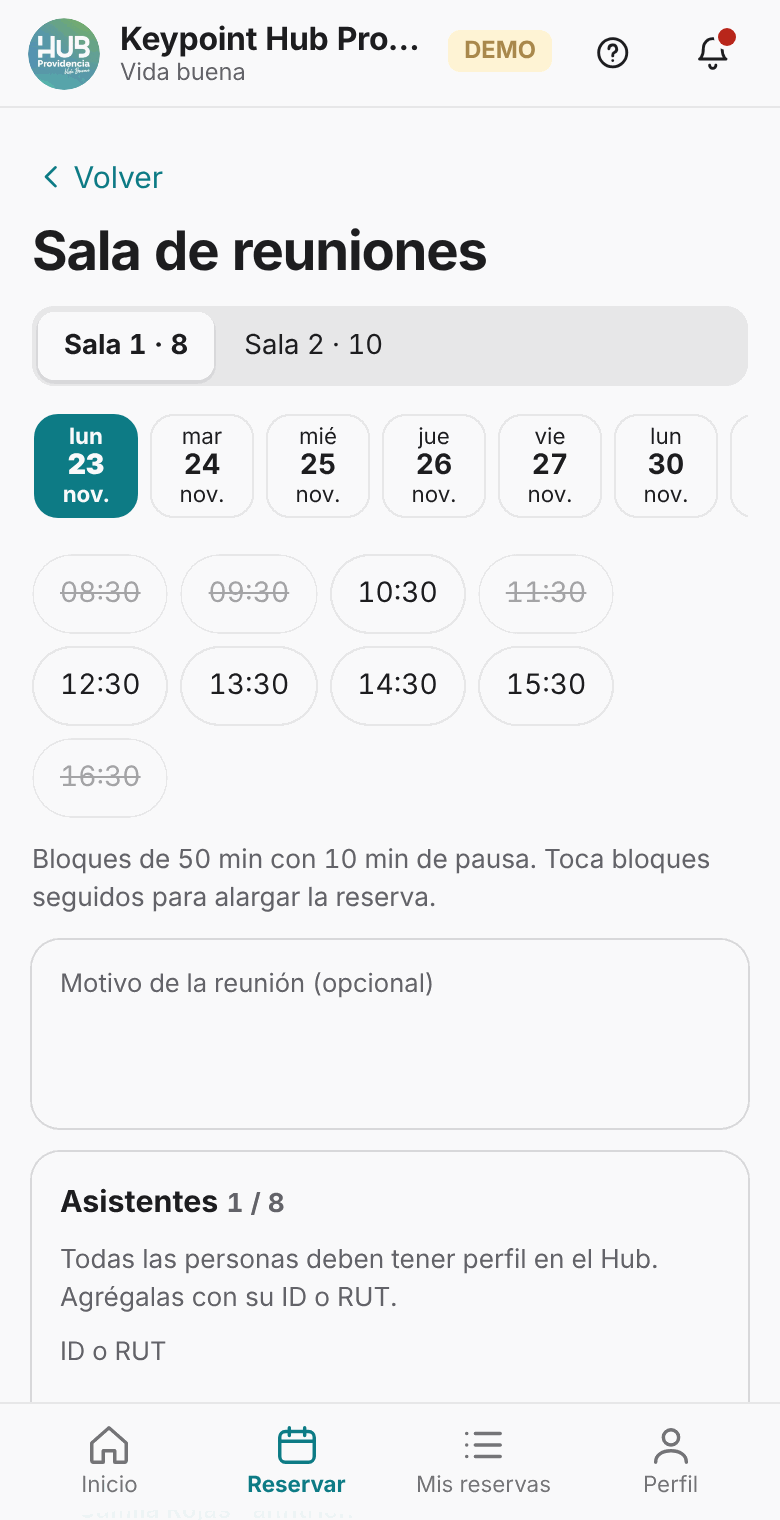 HUB
Providencia
Keypoint Hub Pro...
Vida buena
DEMO
Volver
Sala de reuniones
Sala 1 · 8
Sala 2 · 10
lun 23 nov.
mar 24 nov.
mié 25 nov.
jue 26 nov.
vie 27 nov.
lun 30 nov.
08:30 09:30 10:30 11:30
12:30 13:30 14:30 15:30
16:30
Bloques de 50 min con 10 min de pausa. Toca bloques
seguidos para alargar la reserva.
Motivo de la reunión (opcional)
Asistentes 1 / 8
Todas las personas deben tener perfil en el Hub.
Agrégalas con su ID o RUT.
ID o RUT
Inicio
Reservar
Mis reservas
Perfil